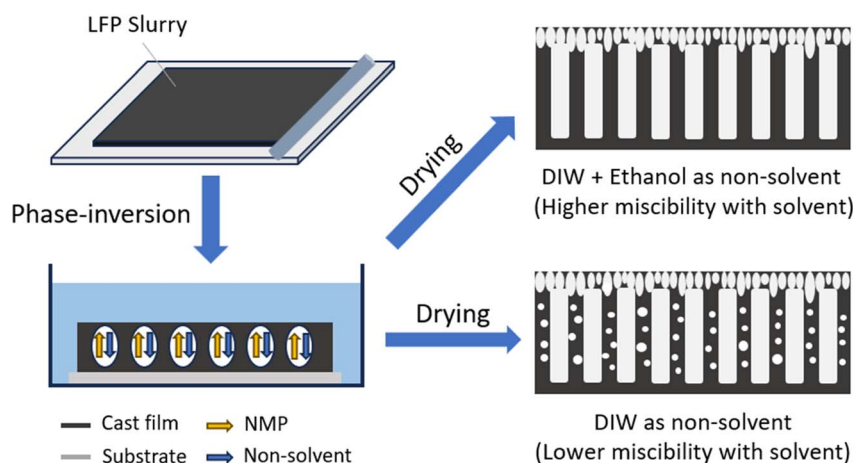 LFP Slurry
Phase-inversion
Drying
DIW + Ethanol as non-solvent
(Higher miscibility with solvent)
Drying
DIW as non-solvent
(Lower miscibility with solvent)
Cast film
NMP
Substrate
Non-solvent